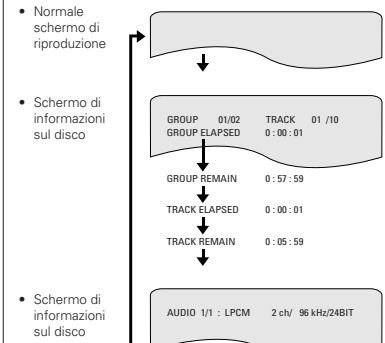 • Normale
schermo di
riproduzione
• Schermo di
informazioni
sul disco
GROUP 01/02 TRACK 01 /10
GROUP ELAPSED 0 : 00 : 01
GROUP REMAIN 0 : 57 : 59
TRACK ELAPSED 0 : 00 : 01
TRACK REMAIN 0 : 05 : 59
• Schermo di
informazioni
sul disco
AUDIO 1/1 : LPCM 2 ch/ 96 kHz/24BIT